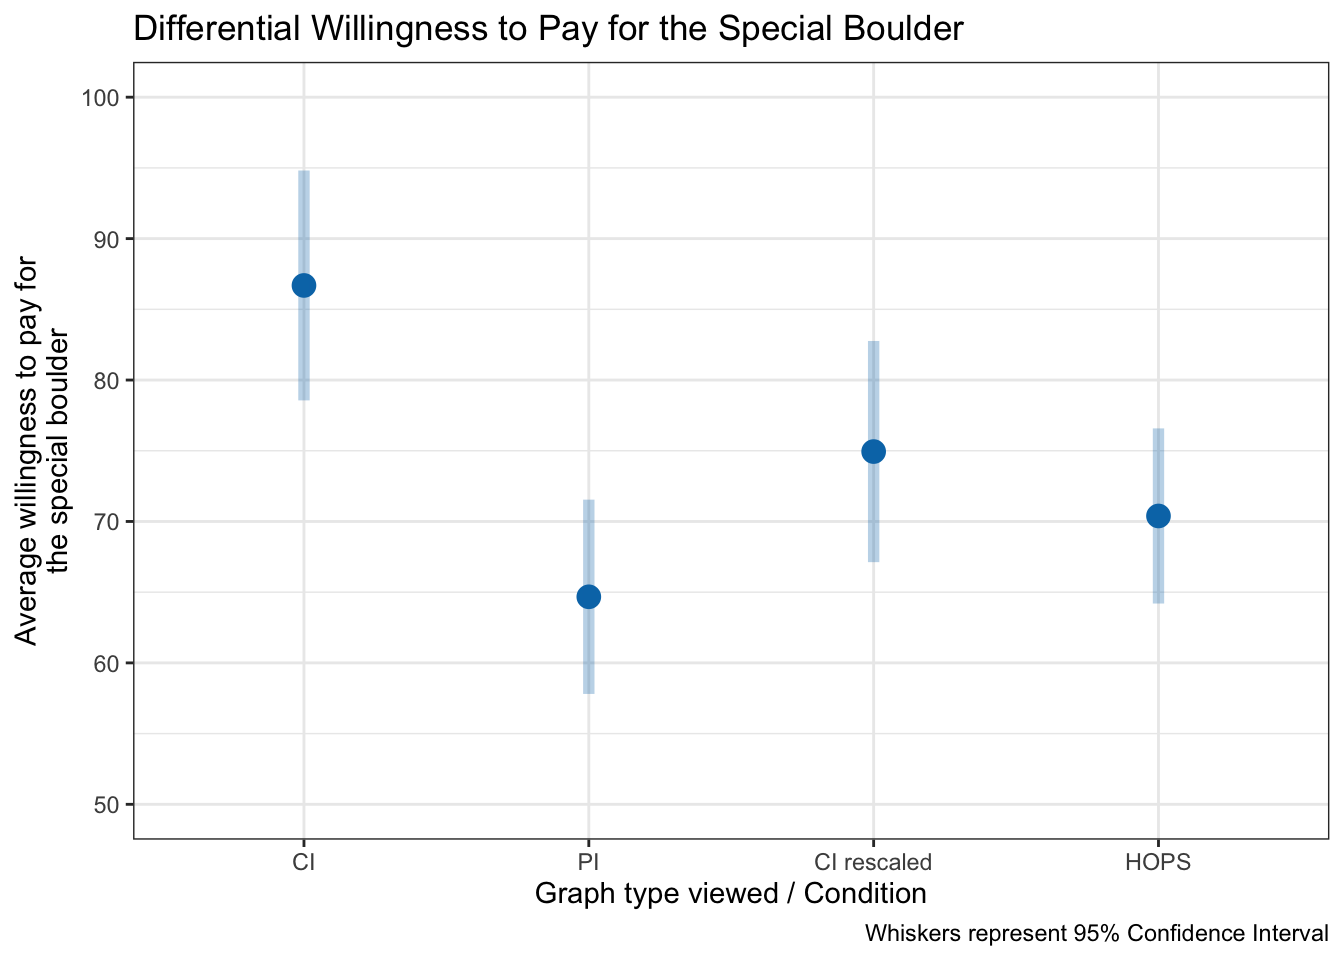 Differential Willingness to Pay for the Special Boulder
Average willingness to pay for
the special boulder
100
90
80
70
60
50
CI
PI
CI rescaled
HOPS
Graph type viewed / Condition
Whiskers represent 95% Confidence Interval